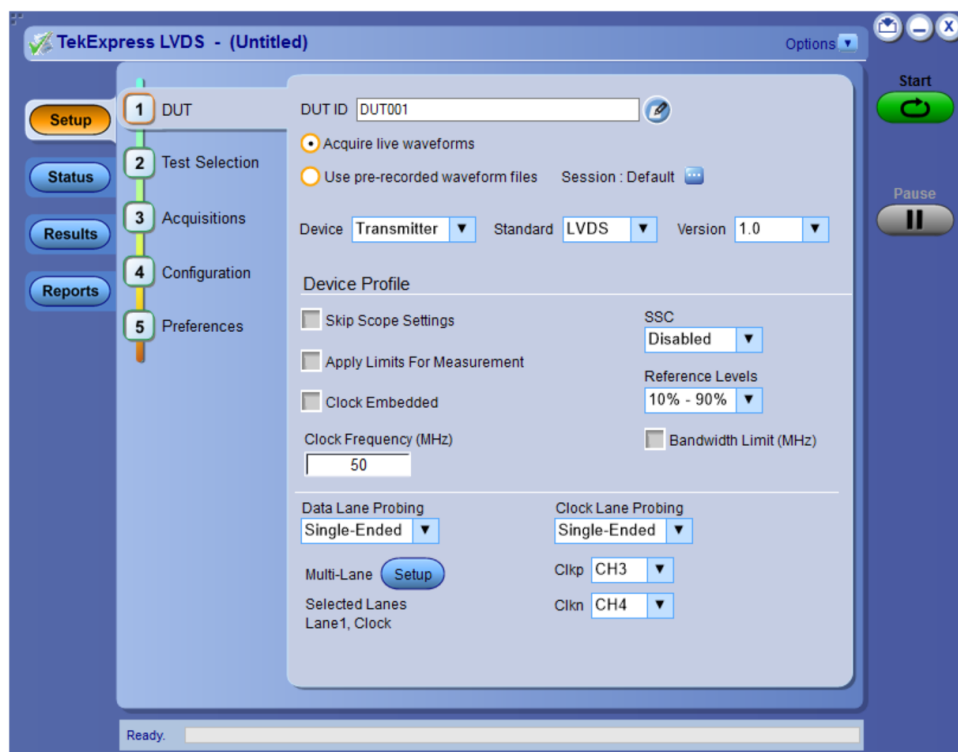 TekExpress LVDS - (Untitled)
Options
Start
Pause
Setup
Status
Results
Reports
1 DUT
2 Test Selection
3 Acquisitions
4 Configuration
5 Preferences
DUT ID DUT001
Acquire live waveforms
Use pre-recorded waveform files Session : Default
Device Transmitter Standard LVDS Version 1.0
Device Profile
Skip Scope Settings
Apply Limits For Measurement
Clock Embedded
Clock Frequency (MHz)
50
SSC
Disabled
Reference Levels
10% - 90%
Bandwidth Limit (MHz)
Data Lane Probing
Single-Ended
Multi-Lane Setup
Selected Lanes
Lane1, Clock
Clock Lane Probing
Single-Ended
Clkp CH3
Clkn CH4
Ready.